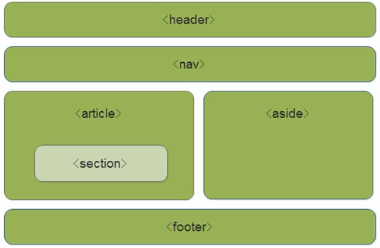 <header>
<nav>
<article>
<aside>
<section>
<footer>